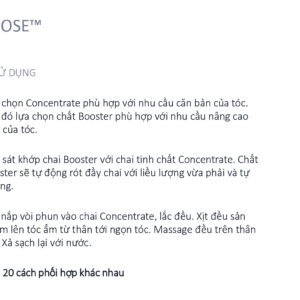 OSE™
DỤNG
chọn Concentrate phù hợp với nhu cầu căn bản của tóc.
đó lựa chọn chất Booster phù hợp với nhu cầu nâng cao
của tóc.
sát khớp chai Booster với chai tinh chất Concentrate. Chất
ster sẽ tự động rót đầy chai với liều lượng vừa phải và tự
ng.
nắp vòi phun vào chai Concentrate, lắc đều. Xịt đều sản
m lên tóc ẩm từ thân tới ngọn tóc. Massage đều trên thân
Xả sạch lại với nước.
20 cách phối hợp khác nhau